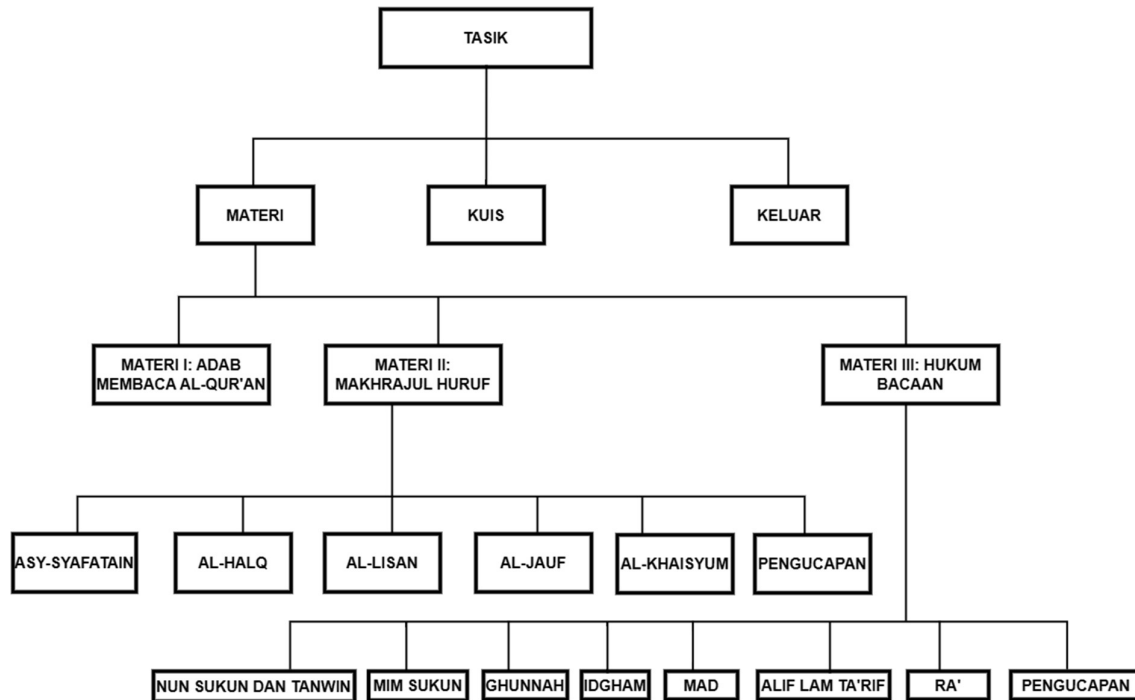 TASIK
MATERI
KUIS
KELUAR
MATERI I: ADAB
MEMBACA AL-QUR'AN
MATERI II:
MAKHRAJUL HURUF
MATERI III: HUKUM
BACAAN
ASY-SYAFATAIN
AL-HALQ
AL-LISAN
AL-JAUF
AL-KHAISYUM
PENGUCAPAN
NUN SUKUN DAN TANWIN
MIM SUKUN
GHUNNAH
IDGHAM
MAD
ALIF LAM TA'RIF
RA'
PENGUCAPAN